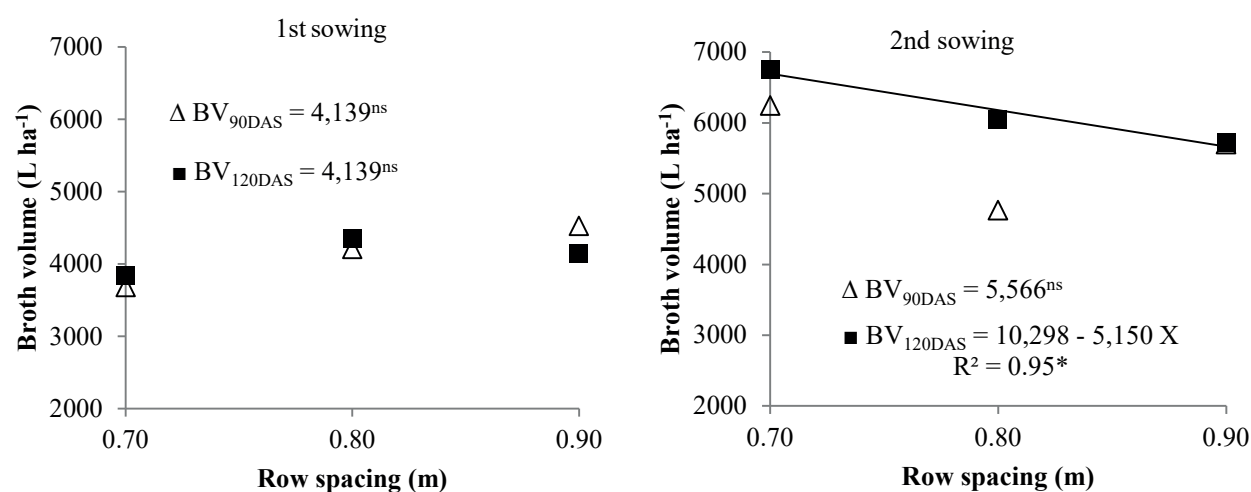 1st sowing
Broth volume (L ha⁻¹)
7000
6000
5000
4000
3000
2000
Δ BV90DAS = 4,139ns
■ BV120DAS = 4,139ns
0.70 0.80 0.90
Row spacing (m)
2nd sowing
Broth volume (L ha⁻¹)
7000
6000
5000
4000
3000
2000
Δ BV90DAS = 5,566ns
■ BV120DAS = 10,298 - 5,150 X
R² = 0.95*
0.70 0.80 0.90
Row spacing (m)